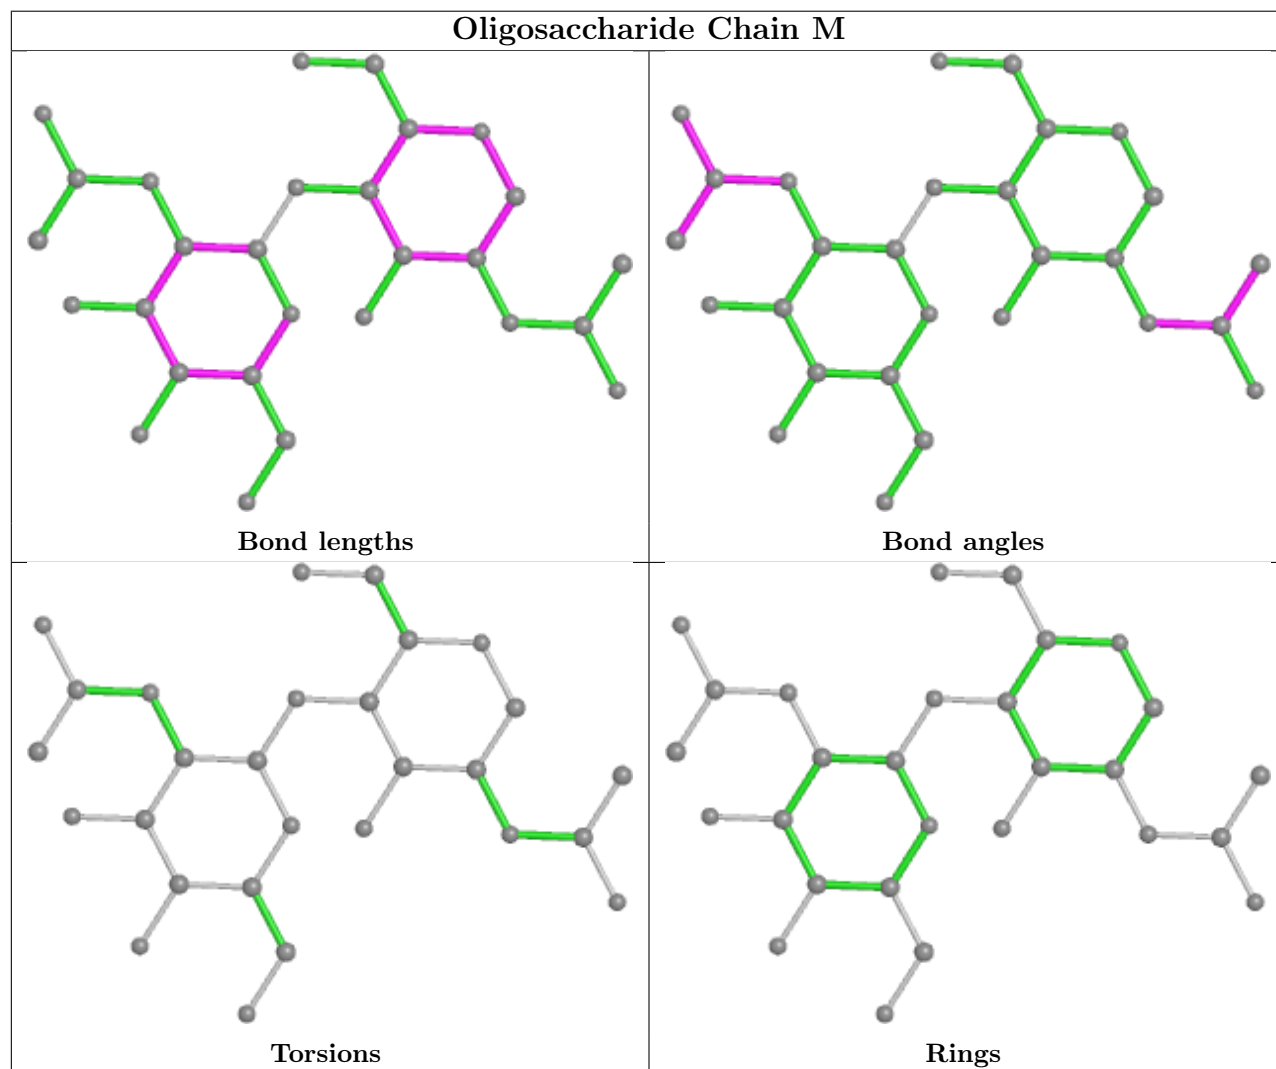 Oligosaccharide Chain M
Bond lengths
Bond angles
Torsions
Rings